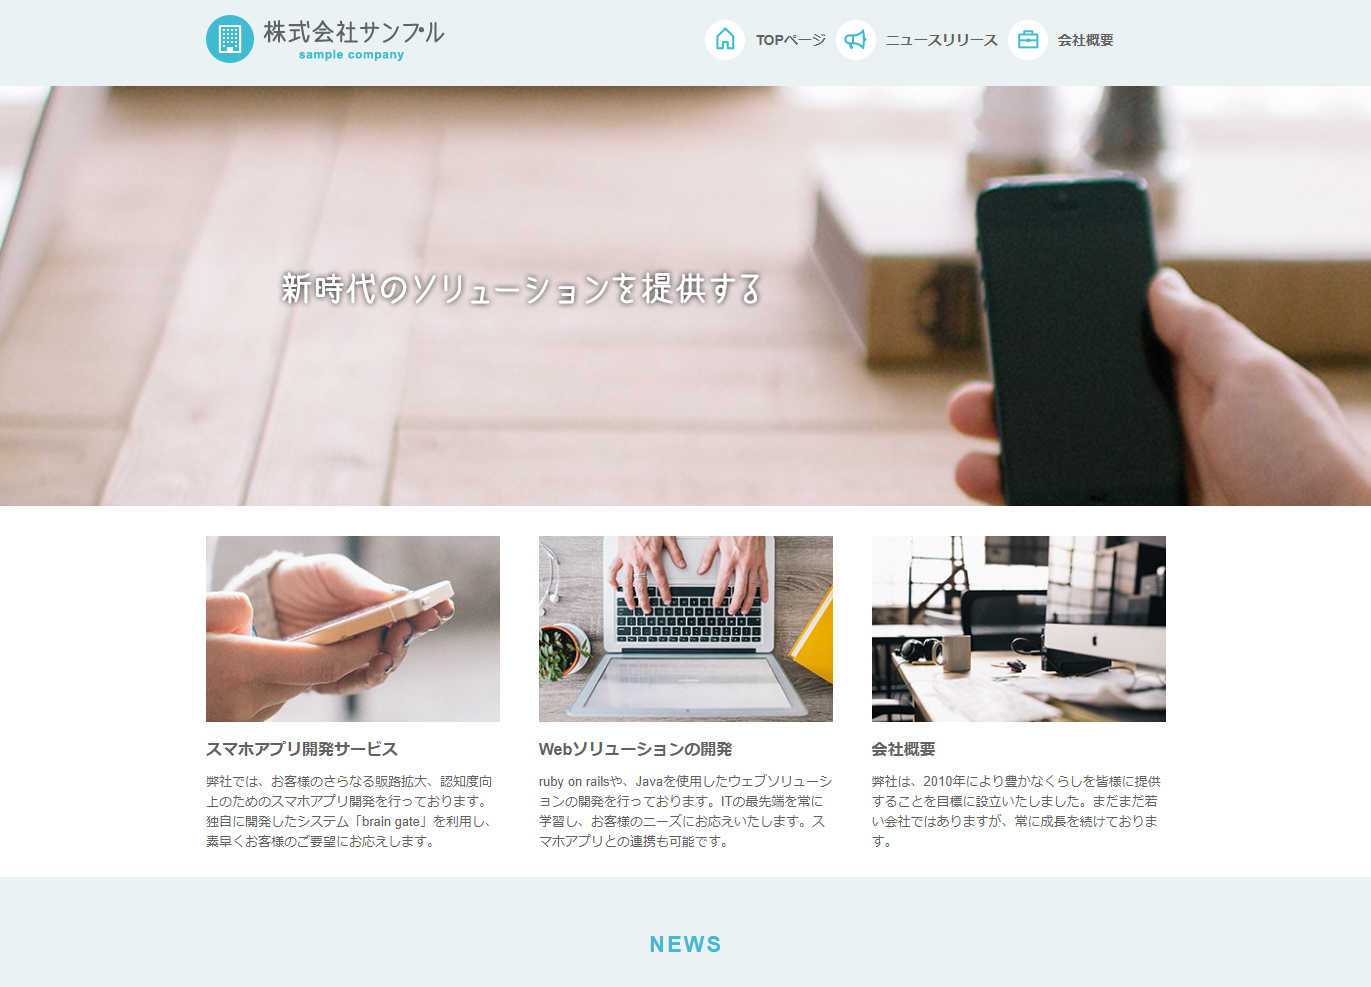 株式会社サンプル
sample company
TOPページ
ニュースリリース
会社概要
新時代のソリューションを提供する
スマホアプリ開発サービス
弊社では、お客様のさらなる販路拡大、認知度向
上のためのスマホアプリ開発を行っております。
独自に開発したシステム「brain gate」を利用し、
素早くお客様のご要望にお応えします。
Webソリューションの開発
ruby on railsや、Javaを使用したウェブソリューシ
ョンの開発を行っております。ITの最先端を常に
学習し、お客様のニーズにお応えいたします。ス
マホアプリとの連携も可能です。
会社概要
弊社は、2010年により豊かなくらしを皆様に提供
することを目標に設立いたしました。まだまだ若
い会社ではありますが、常に成長を続けておりま
す。
NEWS